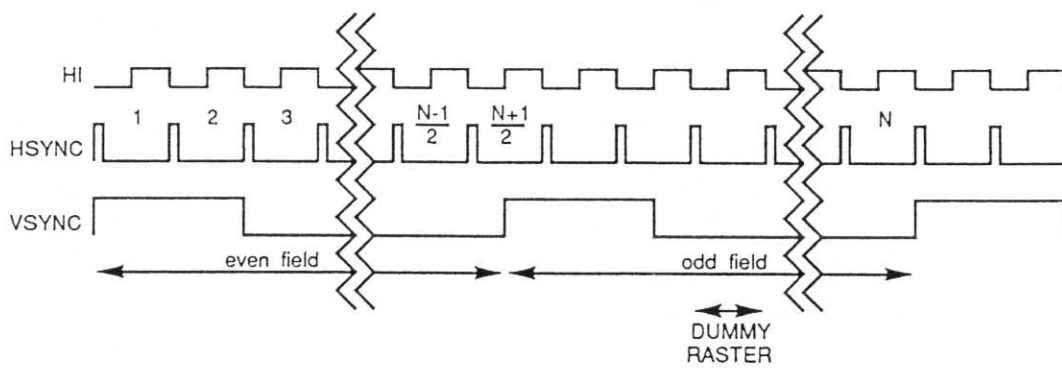 HI
1 2 3 N-1 N+1 N
2 2
HSYNC
VSYNC
even field odd field
DUMMY
RASTER